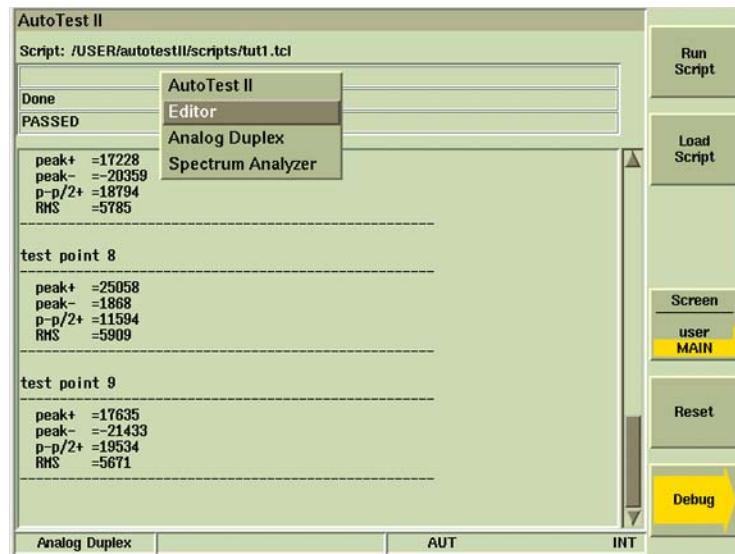 AutoTest II
Script: /USER/autotestII/scripts/tut1.tcl
Done
PASSED
AutoTest II
Editor
Analog Duplex
Spectrum Analyzer
peak+ =17228
peak- =-20359
p-p/2+ =18794
RMS =5785
--------------------------------------------------
test point 8
--------------------------------------------------
peak+ =25058
peak- =1868
p-p/2+ =11594
RMS =5909
--------------------------------------------------
test point 9
--------------------------------------------------
peak+ =17635
peak- =-21433
p-p/2+ =19534
RMS =5671
--------------------------------------------------
Analog Duplex
AUT
INT
Run
Script
Load
Script
Screen
user
MAIN
Reset
Debug